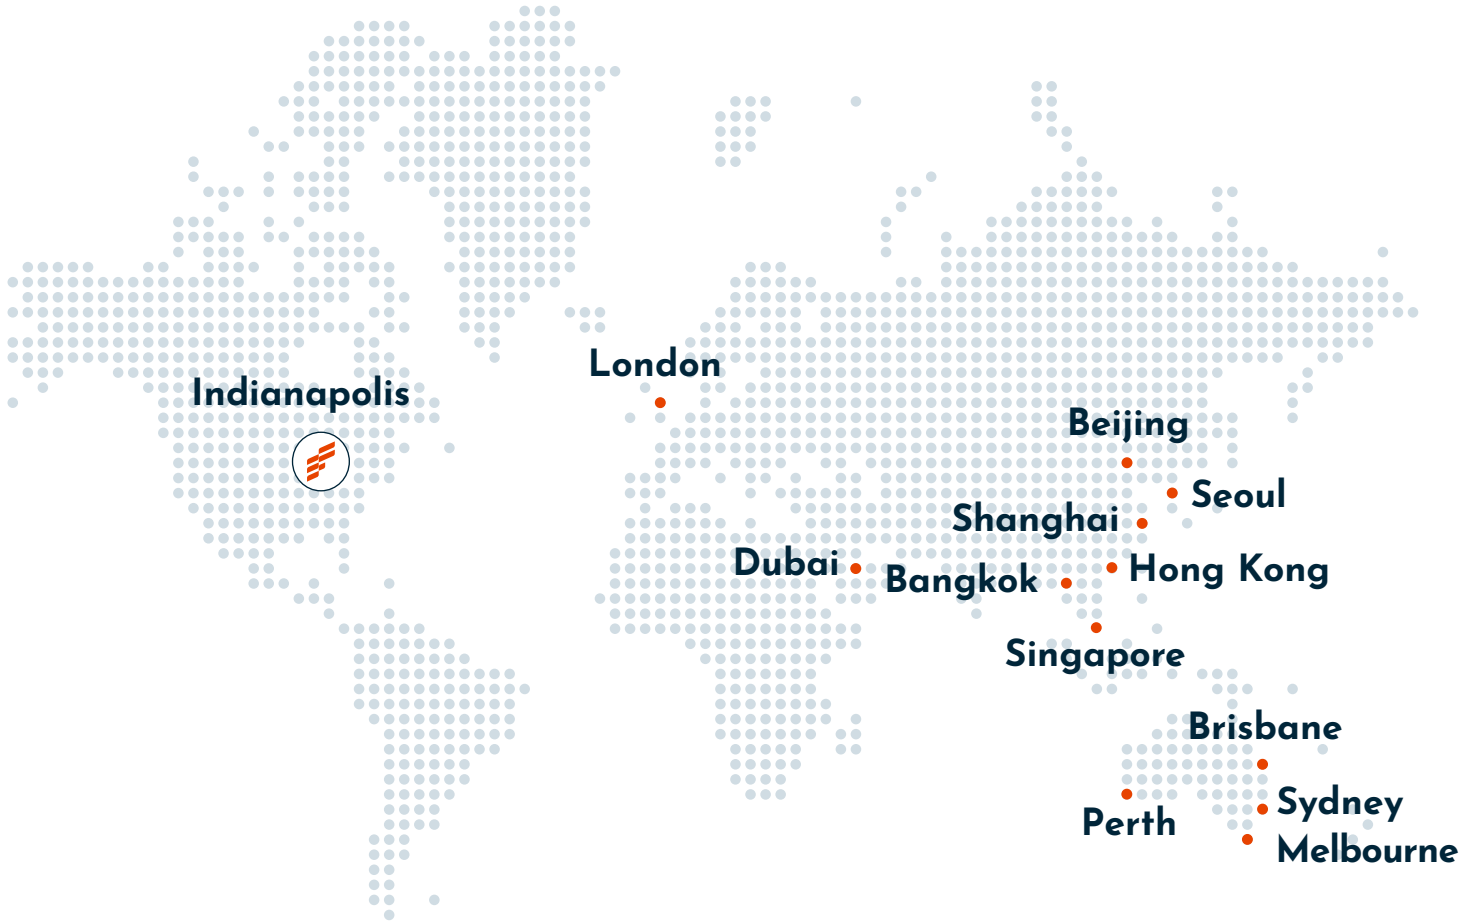 London
Indianapolis
Beijing
Seoul
Shanghai
Dubai
Hong Kong
Bangkok
Singapore
Brisbane
Sydney
Perth
Melbourne